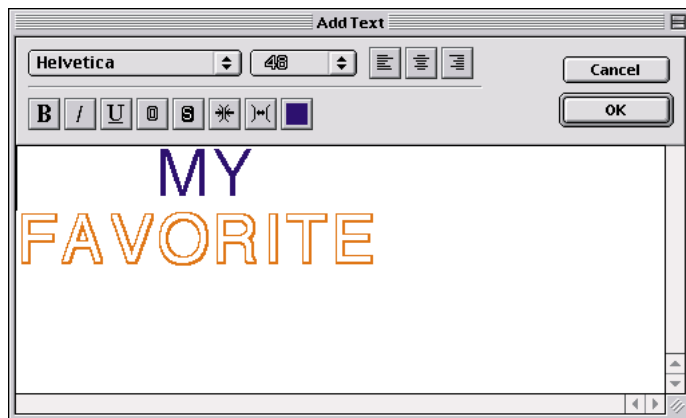 Add Text
Helvetica 48
Cancel
B I U O S
OK
MY
FAVORITE